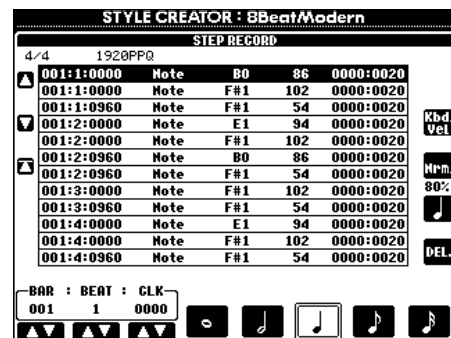 STYLE CREATOR : 8BeatModern
STEP RECORD
4/4 1920PPQ
001:1:0000 Note B0 86 0000:0020
001:1:0000 Note F#1 102 0000:0020
001:1:0960 Note F#1 54 0000:0020
001:2:0000 Note E1 94 0000:0020
001:2:0000 Note F#1 102 0000:0020
001:2:0960 Note B0 86 0000:0020
001:2:0960 Note F#1 54 0000:0020
001:3:0000 Note F#1 102 0000:0020
001:3:0960 Note F#1 54 0000:0020
001:4:0000 Note E1 94 0000:0020
001:4:0000 Note F#1 102 0000:0020
001:4:0960 Note F#1 54 0000:0020
Kbd.
Vel
Nrm.
80%
DEL.
BAR : BEAT : CLK
001 1 0000